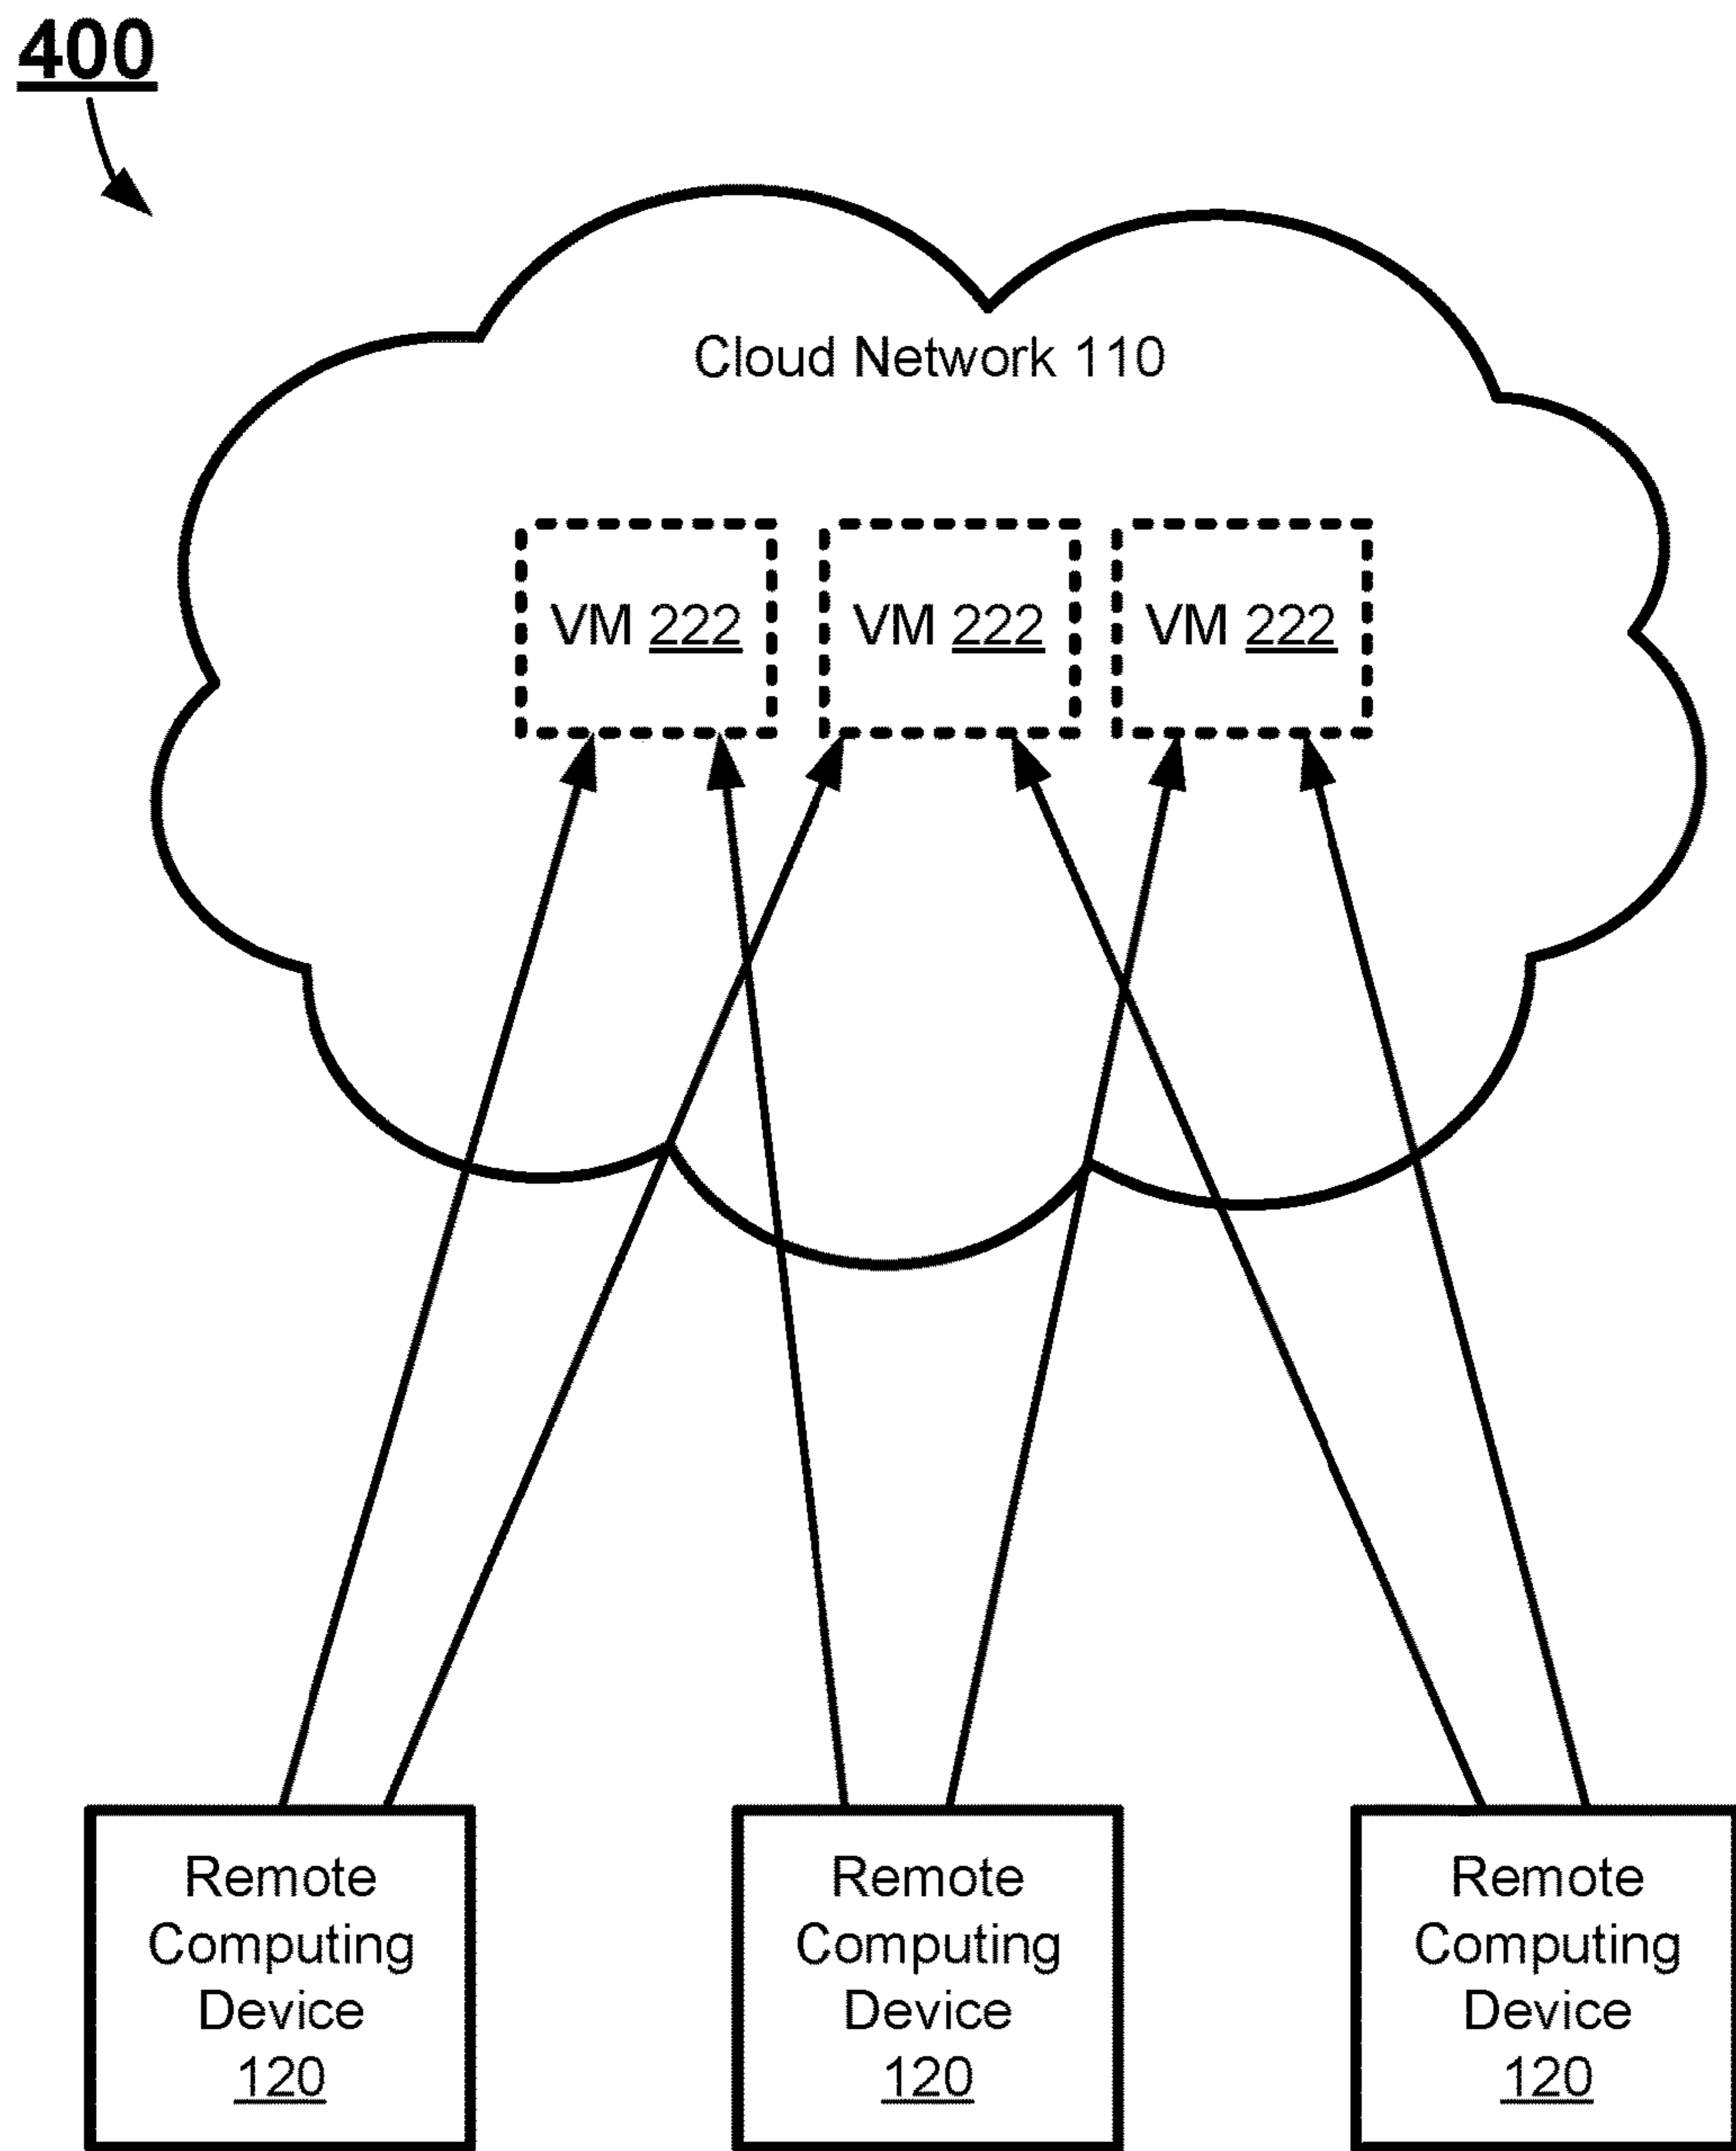 400
Cloud Network 110
VM 222 VM 222 VM 222
Remote
Computing
Device
120
Remote
Computing
Device
120
Remote
Computing
Device
120